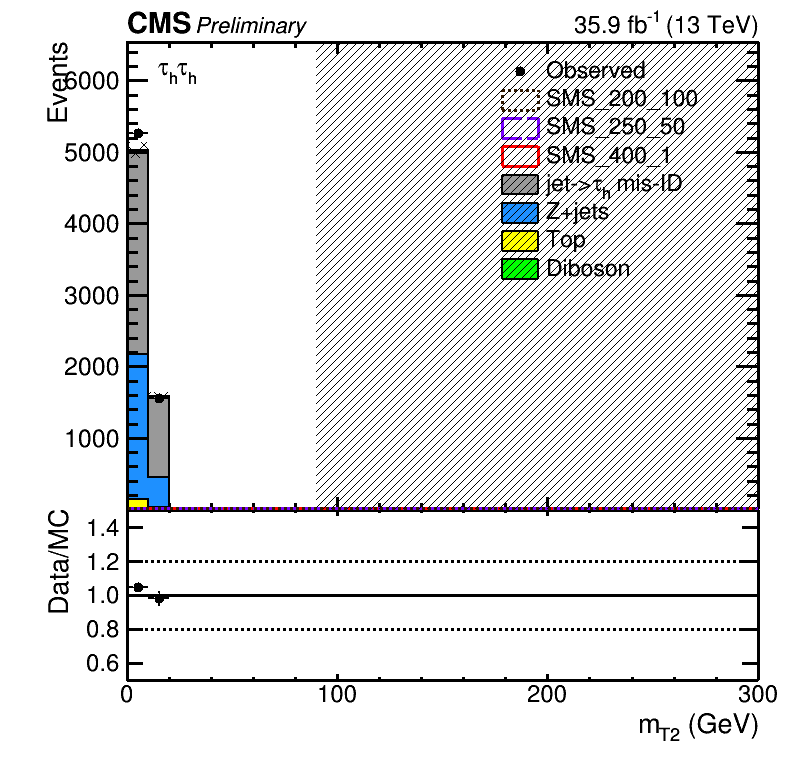 CMS Preliminary 35.9 fb-1 (13 TeV)
Events
6000
5000
4000
3000
2000
1000
τhτh
Observed
SMS_200_100
SMS_250_50
SMS_400_1
jet->τh mis-ID
Z+jets
Top
Diboson
Data/MC
1.4
1.2
1.0
0.8
0.6
0 100 200 300
mT2 (GeV)